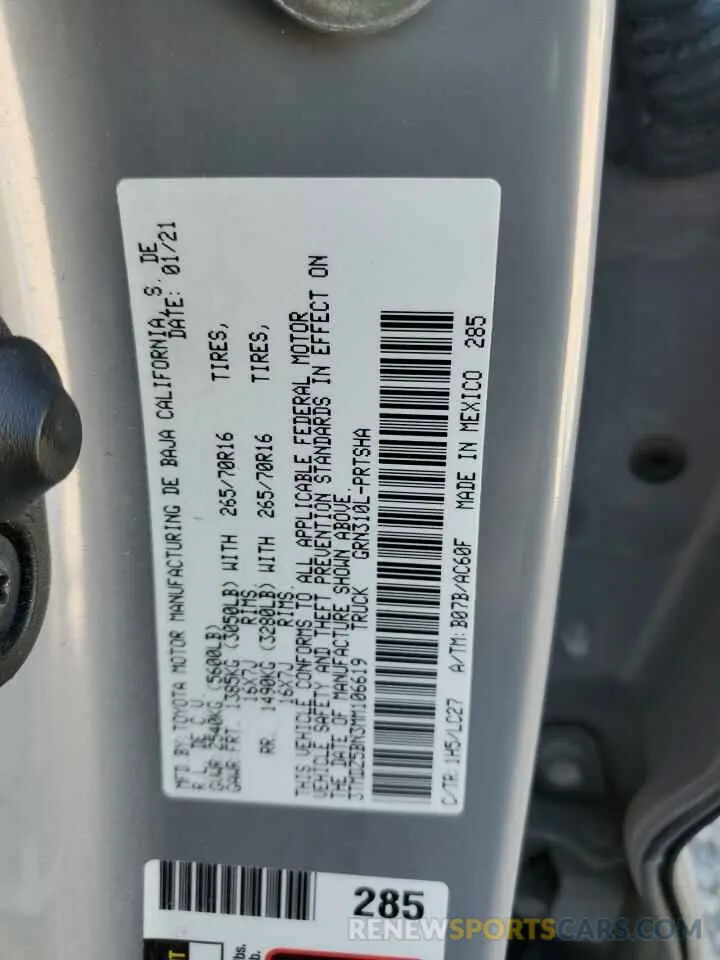 MFD BY: TOYOTA MOTOR MANUFACTURING DE BAJA CALIFORNIA, S.
R L DE C V DE
DATE: 01/21
GVWR 2540KG (5600LB)
GAWR FRT. 1385KG (3050LB) WITH 265/70R16 TIRES,
16X7J RIMS
RR. 1490KG (3280LB) WITH 265/70R16 TIRES,
16X7J RIMS.
THIS VEHICLE CONFORMS TO ALL APPLICABLE FEDERAL MOTOR
VEHICLE SAFETY AND THEFT PREVENTION STANDARDS IN EFFECT ON
THE DATE OF MANUFACTURE SHOWN ABOVE.
3TMDZ5BN3MM106619 TRUCK GRN310L-PRTSHA
C/TR: 1H5/LC27 A/TM: B07B/AC60F MADE IN MEXICO 285
285
lbs.
RENEWSPORTSCARS.COM